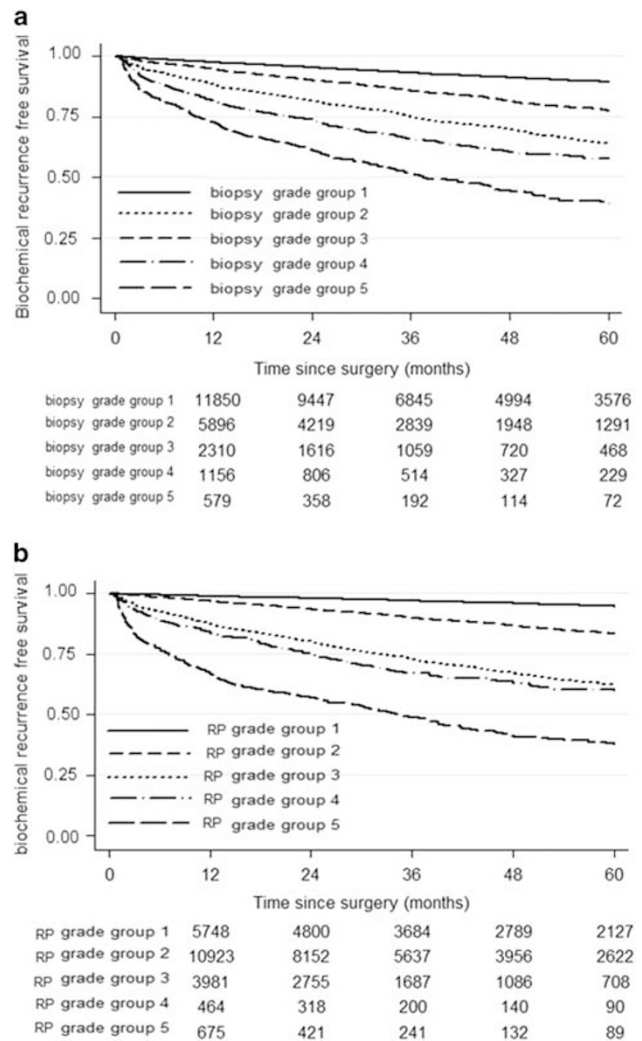 a
Biochemical recurrence free survival
1.00
0.75
0.50
0.25
0.00
biopsy grade group 1
biopsy grade group 2
biopsy grade group 3
biopsy grade group 4
biopsy grade group 5
0 12 24 36 48 60
Time since surgery (months)
biopsy grade group 1 11850 9447 6845 4994 3576
biopsy grade group 2 5896 4219 2839 1948 1291
biopsy grade group 3 2310 1616 1059 720 468
biopsy grade group 4 1156 806 514 327 229
biopsy grade group 5 579 358 192 114 72
b
biochemical recurrence free survival
1.00
0.75
0.50
0.25
0.00
RP grade group 1
RP grade group 2
RP grade group 3
RP grade group 4
RP grade group 5
0 12 24 36 48 60
Time since surgery (months)
RP grade group 1 5748 4800 3684 2789 2127
RP grade group 2 10923 8152 5637 3956 2622
RP grade group 3 3981 2755 1687 1086 708
RP grade group 4 464 318 200 140 90
RP grade group 5 675 421 241 132 89